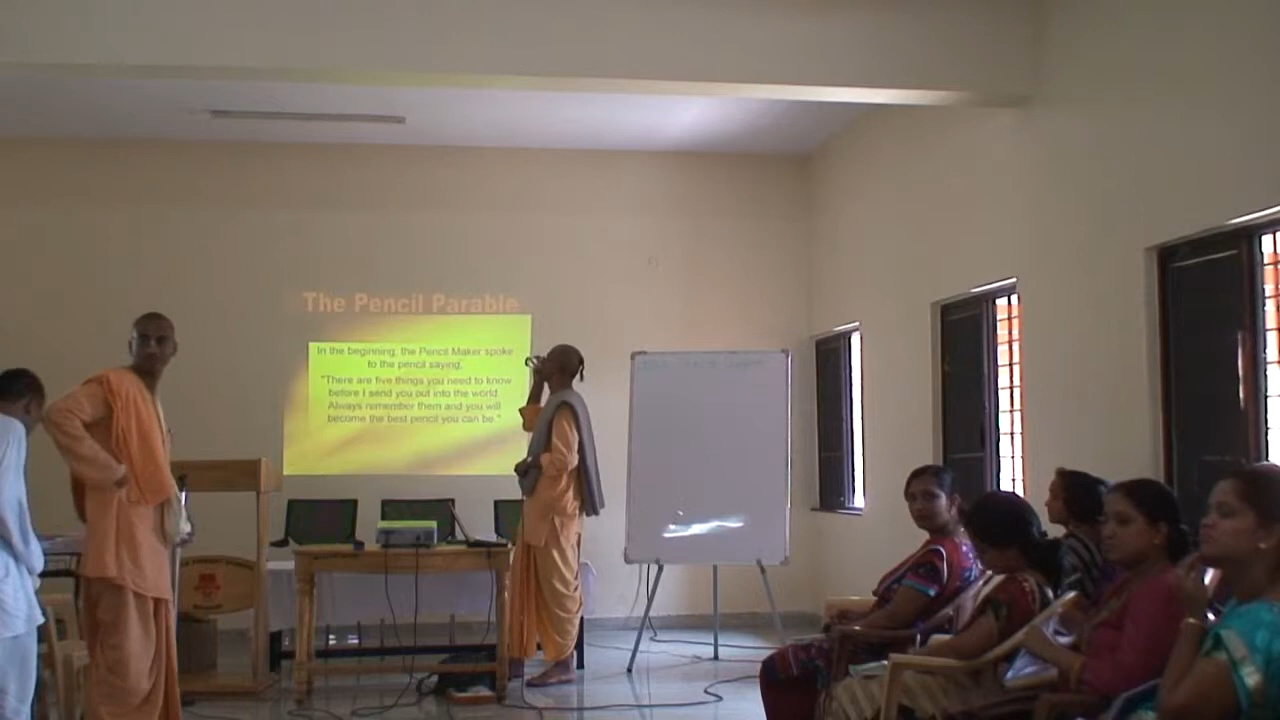 The Pencil Parable
In the beginning, the Pencil Maker spoke
to the pencil saying,
"There are five things you need to know
before I send you out into the world.
Always remember them and you will
become the best pencil you can be."